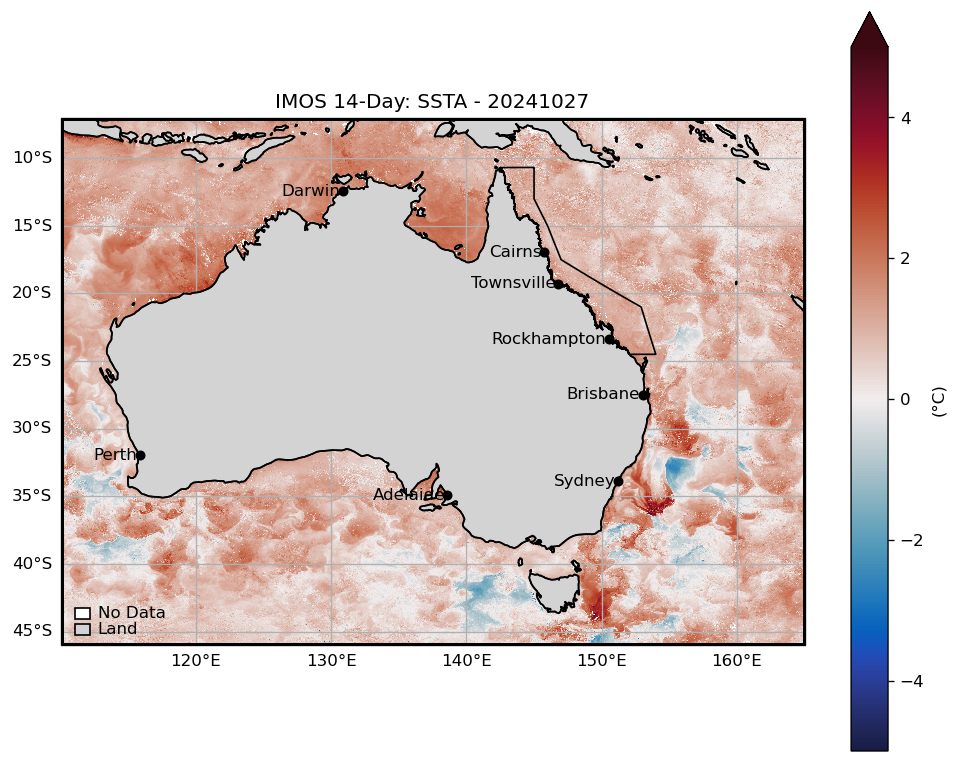 IMOS 14-Day: SSTA - 20241027
10°S
15°S
20°S
25°S
30°S
35°S
40°S
45°S
Darwin
Cairns
Townsville
Rockhampton
Brisbane
Perth
Sydney
Adelaide
No Data
Land
120°E
130°E
140°E
150°E
160°E
4
2
0
−2
−4
(°C)